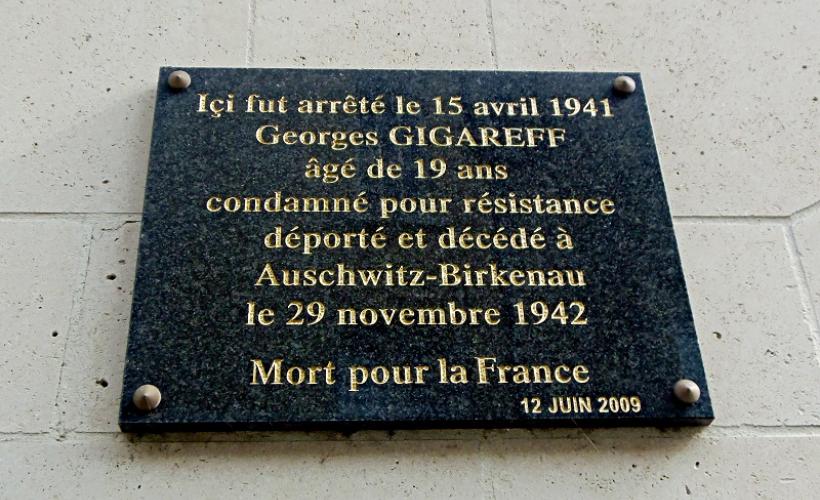 Içi fut arrêté le 15 avril 1941
Georges GIGAREFF
âgé de 19 ans
condamné pour résistance
déporté et décédé à
Auschwitz-Birkenau
le 29 novembre 1942
Mort pour la France
12 JUIN 2009